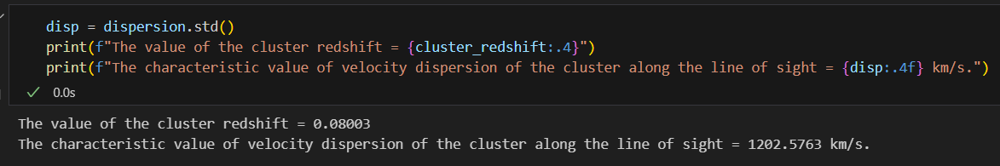 disp = dispersion.std()
print(f"The value of the cluster redshift = {cluster_redshift:.4}")
print(f"The characteristic value of velocity dispersion of the cluster along the line of sight = {disp:.4f} km/s.")
✓ 0.0s
The value of the cluster redshift = 0.08003
The characteristic value of velocity dispersion of the cluster along the line of sight = 1202.5763 km/s.